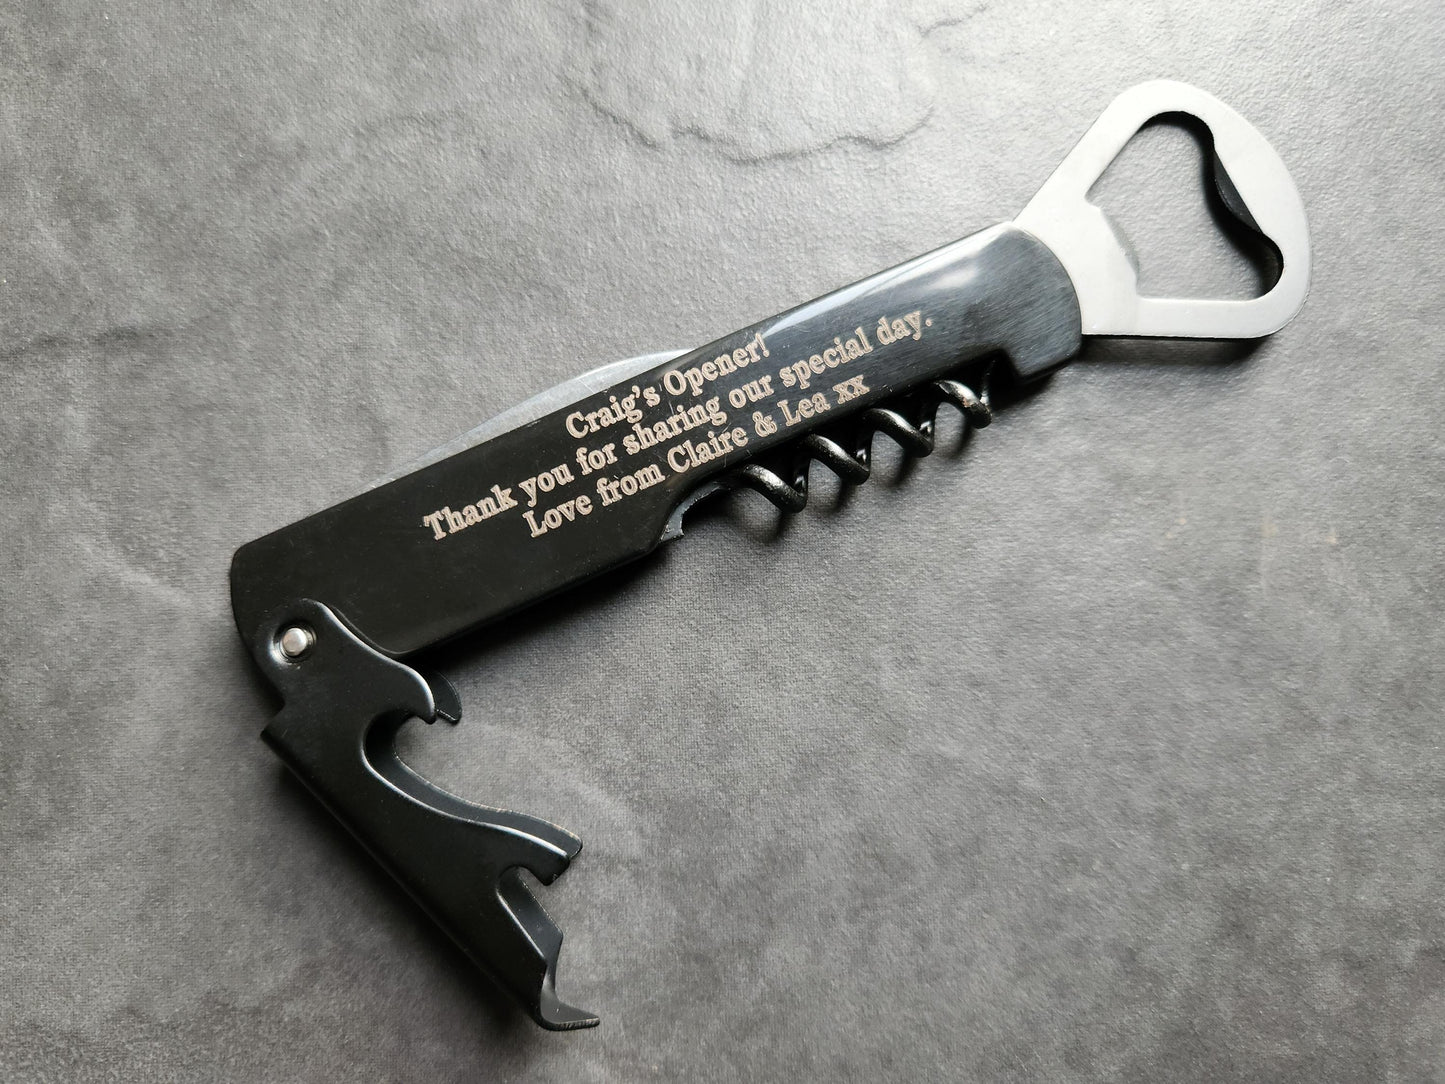 Craig's Opener!
Thank you for sharing our special day.
Love from Claire & Lea xx